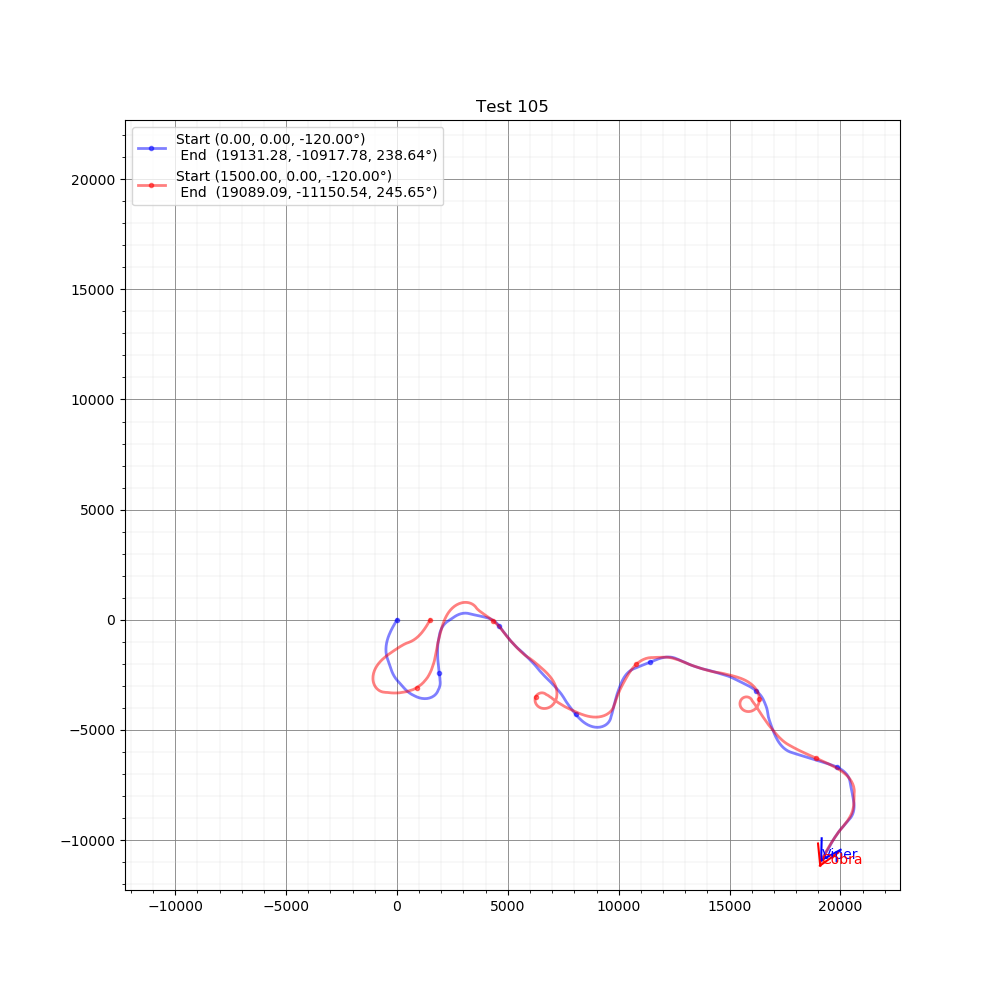 Test 105
Start (0.00, 0.00, -120.00°)
End (19131.28, -10917.78, 238.64°)
Start (1500.00, 0.00, -120.00°)
End (19089.09, -11150.54, 245.65°)
20000
15000
10000
5000
0
−5000
−10000
Viper
Cobra
−10000
−5000
0
5000
10000
15000
20000